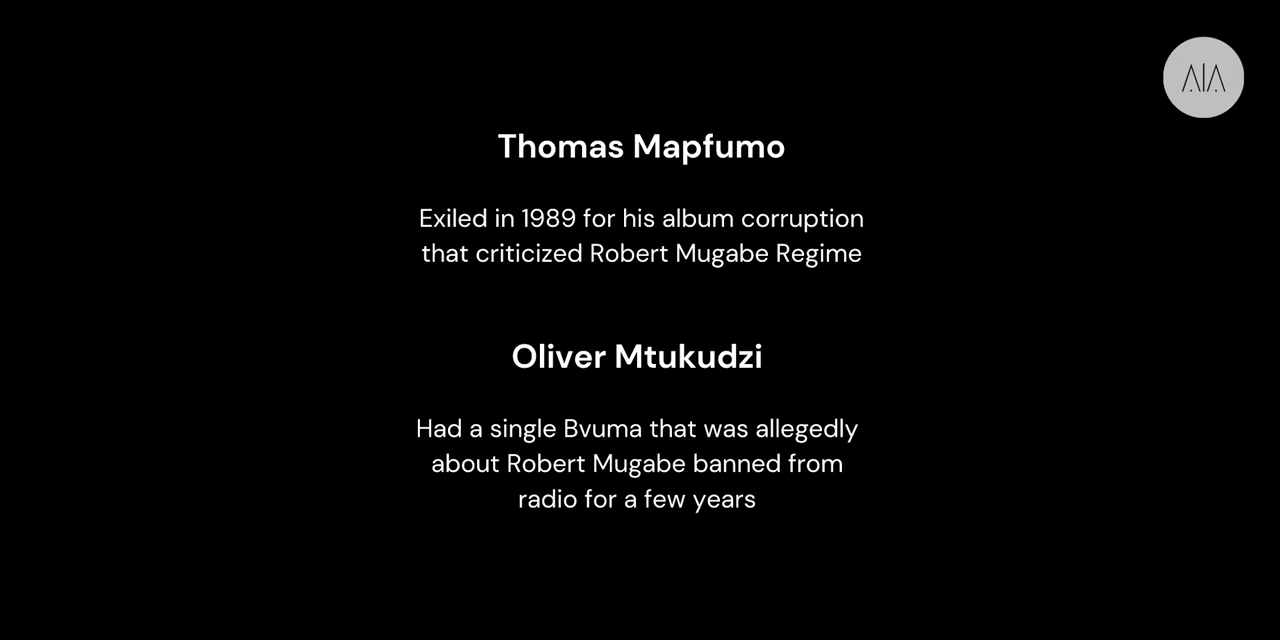 AIA
Thomas Mapfumo
Exiled in 1989 for his album corruption
that criticized Robert Mugabe Regime
Oliver Mtukudzi
Had a single Bvuma that was allegedly
about Robert Mugabe banned from
radio for a few years